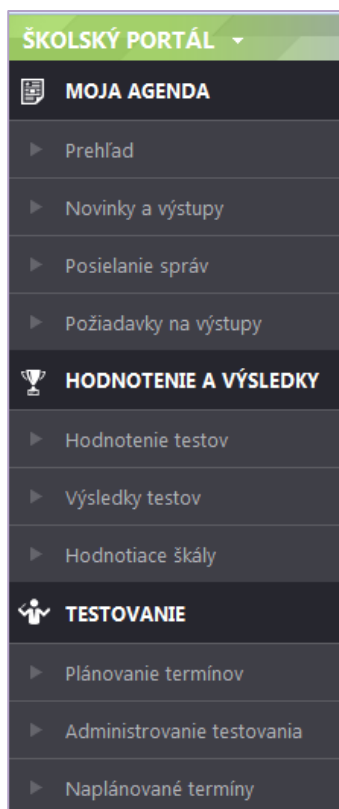 ŠKOLSKÝ PORTÁL
MOJA AGENDA
Prehľad
Novinky a výstupy
Posielanie správ
Požiadavky na výstupy
HODNOTENIE A VÝSLEDKY
Hodnotenie testov
Výsledky testov
Hodnotiace škály
TESTOVANIE
Plánovanie termínov
Administrovanie testovania
Naplánované termíny